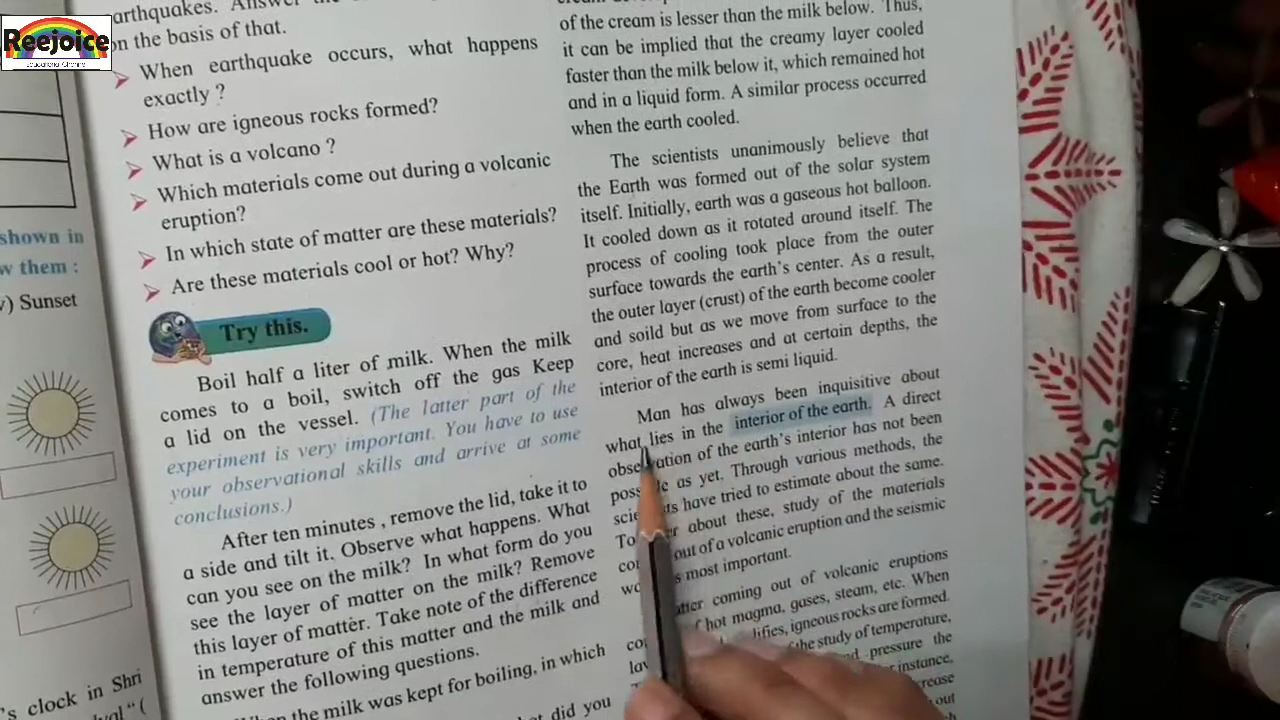 Reejoice
Educational Channel
earthquakes. Answer the
on the basis of that.
When earthquake occurs, what happens
exactly ?
How are igneous rocks formed?
What is a volcano ?
Which materials come out during a volcanic
eruption?
In which state of matter are these materials?
Are these materials cool or hot? Why?
shown in
w them :
) Sunset
's clock in Shri
Try this.
Boil half a liter of milk. When the milk
comes to a boil, switch off the gas Keep
a lid on the vessel. (The latter part of the
experiment is very important. You have to use
your observational skills and arrive at some
conclusions.)
After ten minutes , remove the lid, take it to
a side and tilt it. Observe what happens. What
can you see on the milk? In what form do you
see the layer of matter on the milk? Remove
this layer of matter. Take note of the difference
in temperature of this matter and the milk and
answer the following questions.
the milk was kept for boiling, in which
did you
of the cream is lesser than the milk below. Thus,
it can be implied that the creamy layer cooled
faster than the milk below it, which remained hot
and in a liquid form. A similar process occurred
when the earth cooled.
The scientists unanimously believe that
the Earth was formed out of the solar system
itself. Initially, earth was a gaseous hot balloon.
It cooled down as it rotated around itself. The
process of cooling took place from the outer
surface towards the earth's center. As a result,
the outer layer (crust) of the earth become cooler
and soild but as we move from surface to the
core, heat increases and at certain depths, the
interior of the earth is semi liquid.
Man has always been inquisitive about
what lies in the interior of the earth. A direct
observation of the earth's interior has not been
as yet. Through various methods, the
have tried to estimate about the same.
To about these, study of the materials
out of a volcanic eruption and the seismic
most important.
coming out of volcanic eruptions
of hot magma, gases, steam, etc. When
igneous rocks are formed.
of the study of temperature,
pressure the
instance,
out